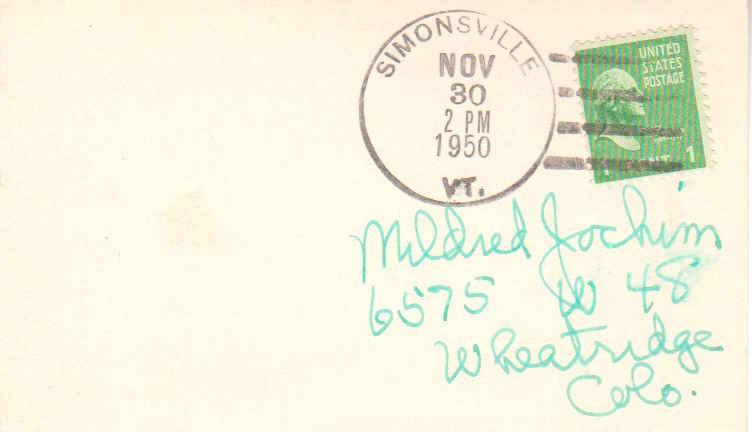 SIMONSVILLE
NOV
30
2 PM
1950
VT.
UNITED
STATES
POSTAGE
1
Mildred Jochim
6575 W 48
Wheatridge
Colo.